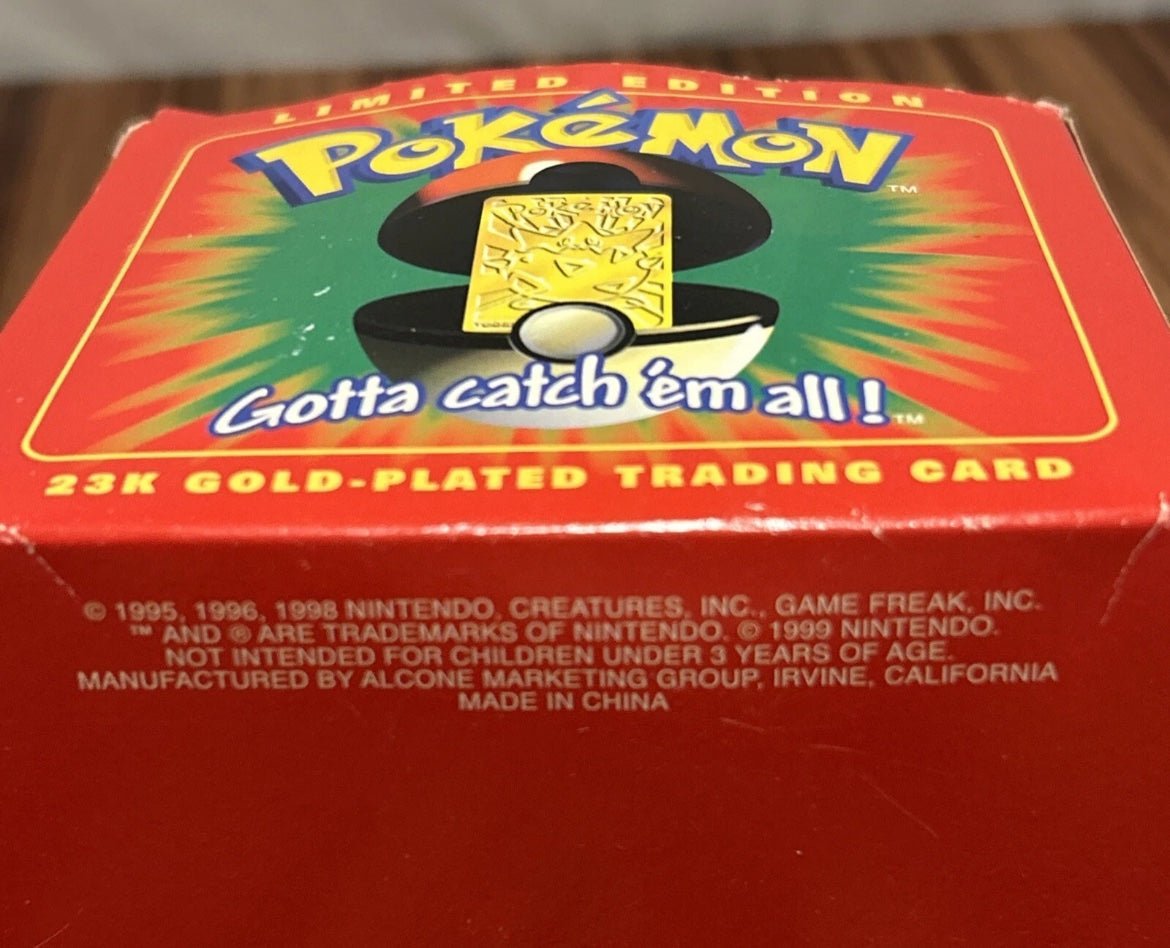 LIMITED EDITION
POKéMON™
POKéMON
Gotta catch 'em all!™
23K GOLD-PLATED TRADING CARD
© 1995, 1996, 1998 NINTENDO, CREATURES, INC., GAME FREAK, INC.
™ AND ® ARE TRADEMARKS OF NINTENDO. © 1999 NINTENDO.
NOT INTENDED FOR CHILDREN UNDER 3 YEARS OF AGE.
MANUFACTURED BY ALCONE MARKETING GROUP, IRVINE, CALIFORNIA
MADE IN CHINA